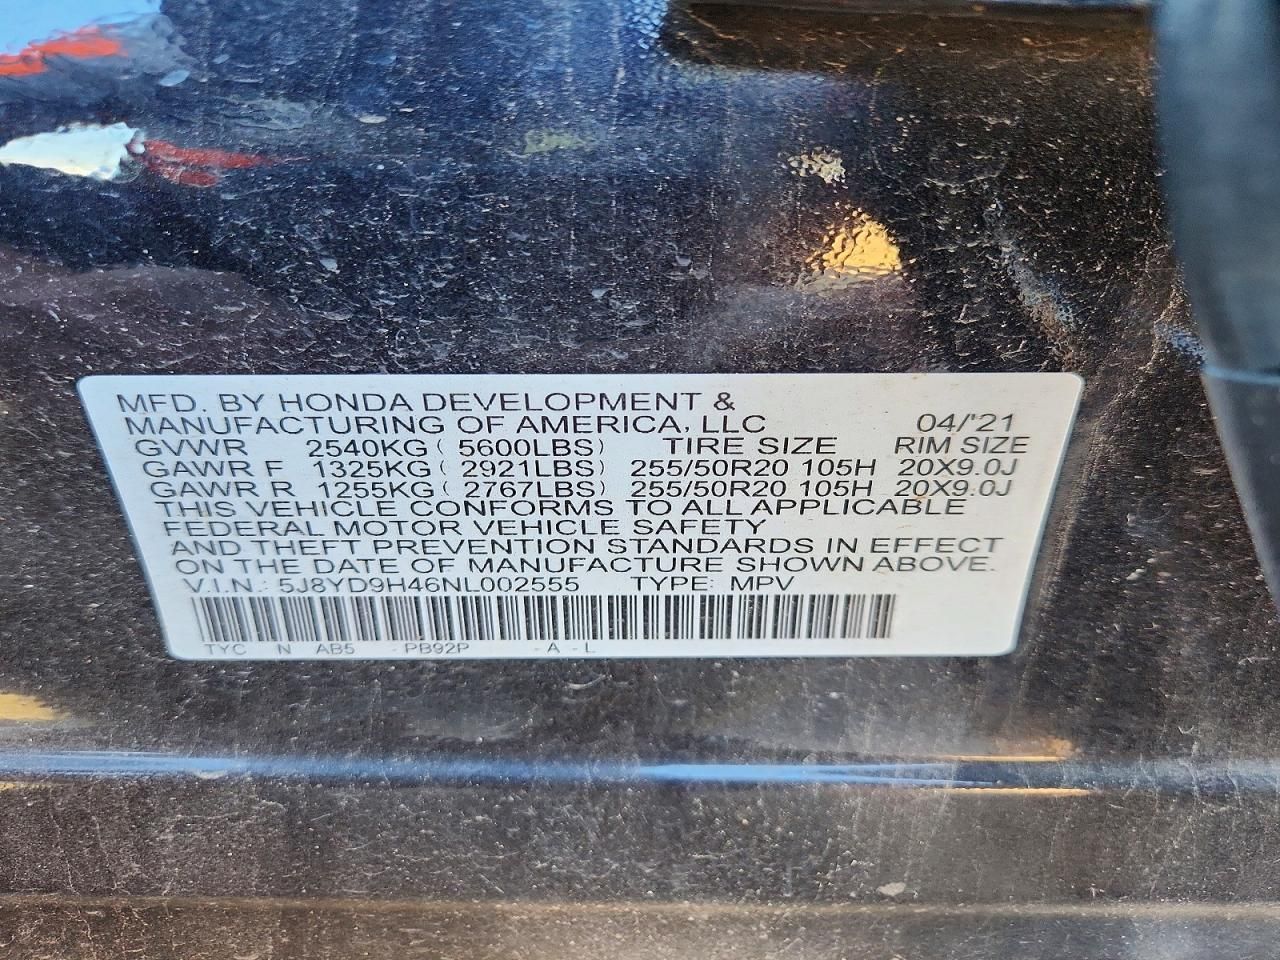 MFD. BY HONDA DEVELOPMENT &
MANUFACTURING OF AMERICA, LLC 04/'21
GVWR 2540KG ( 5600LBS) TIRE SIZE RIM SIZE
GAWR F 1325KG ( 2921LBS) 255/50R20 105H 20X9.0J
GAWR R 1255KG ( 2767LBS) 255/50R20 105H 20X9.0J
THIS VEHICLE CONFORMS TO ALL APPLICABLE
FEDERAL MOTOR VEHICLE SAFETY
AND THEFT PREVENTION STANDARDS IN EFFECT
ON THE DATE OF MANUFACTURE SHOWN ABOVE.
V.I.N.: 5J8YD9H46NL002555 TYPE: MPV
TYC N AB5 -PB92P -A -L